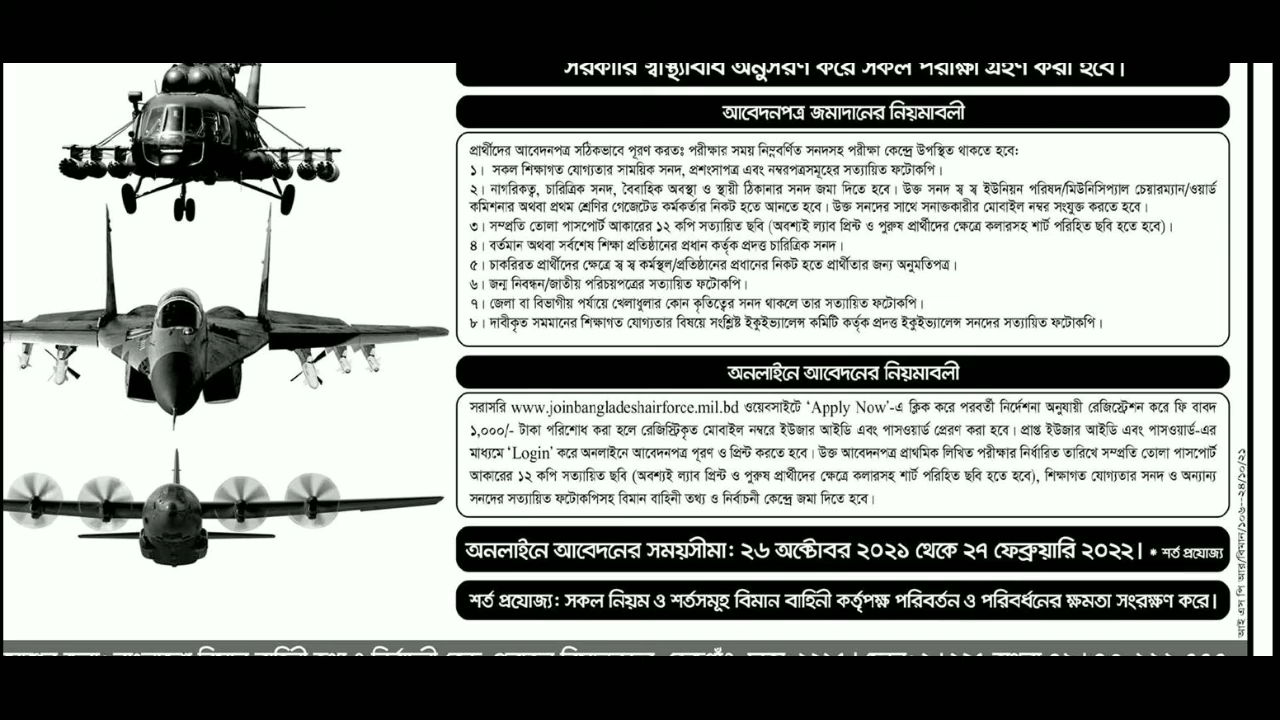 সরকারি স্বাস্থ্যবিধি অনুসরণ করে সকল পরীক্ষা গ্রহণ করা হবে।
আবেদনপত্র জমাদানের নিয়মাবলী
প্রার্থীদের আবেদনপত্র সঠিকভাবে পূরণ করতঃ পরীক্ষার সময় নিম্নবর্ণিত সনদসহ পরীক্ষা কেন্দ্রে উপস্থিত থাকতে হবে:
১। সকল শিক্ষাগত যোগ্যতার সাময়িক সনদ, প্রশংসাপত্র এবং নম্বরপত্রসমূহের সত্যায়িত ফটোকপি।
২। নাগরিকত্ব, চারিত্রিক সনদ, বৈবাহিক অবস্থা ও স্থায়ী ঠিকানার সনদ জমা দিতে হবে। উক্ত সনদ স্ব স্ব ইউনিয়ন পরিষদ/মিউনিসিপ্যাল চেয়ারম্যান/ওয়ার্ড
কমিশনার অথবা প্রথম শ্রেণির গেজেটেড কর্মকর্তার নিকট হতে আনতে হবে। উক্ত সনদের সাথে সনাক্তকারীর মোবাইল নম্বর সংযুক্ত করতে হবে।
৩। সম্প্রতি তোলা পাসপোর্ট আকারের ১২ কপি সত্যায়িত ছবি (অবশ্যই ল্যাব প্রিন্ট ও পুরুষ প্রার্থীদের ক্ষেত্রে কলারসহ শার্ট পরিহিত ছবি হতে হবে)।
৪। বর্তমান অথবা সর্বশেষ শিক্ষা প্রতিষ্ঠানের প্রধান কর্তৃক প্রদত্ত চারিত্রিক সনদ।
৫। চাকরিরত প্রার্থীদের ক্ষেত্রে স্ব স্ব কর্মস্থল/প্রতিষ্ঠানের প্রধানের নিকট হতে প্রার্থীতার জন্য অনুমতিপত্র।
৬। জন্ম নিবন্ধন/জাতীয় পরিচয়পত্রের সত্যায়িত ফটোকপি।
৭। জেলা বা বিভাগীয় পর্যায়ে খেলাধুলার কোন কৃতিত্বের সনদ থাকলে তার সত্যায়িত ফটোকপি।
৮। দাবীকৃত সমমানের শিক্ষাগত যোগ্যতার বিষয়ে সংশ্লিষ্ট ইকুইভ্যালেন্স কমিটি কর্তৃক প্রদত্ত ইকুইভ্যালেন্স সনদের সত্যায়িত ফটোকপি।
অনলাইনে আবেদনের নিয়মাবলী
সরাসরি www.joinbangladeshairforce.mil.bd ওয়েবসাইটে ‘Apply Now’-এ ক্লিক করে পরবর্তী নির্দেশনা অনুযায়ী রেজিস্ট্রেশন করে ফি বাবদ
১,০০০/- টাকা পরিশোধ করা হলে রেজিস্ট্রিকৃত মোবাইল নম্বরে ইউজার আইডি এবং পাসওয়ার্ড প্রেরণ করা হবে। প্রাপ্ত ইউজার আইডি এবং পাসওয়ার্ড-এর
মাধ্যমে ‘Login’ করে অনলাইনে আবেদনপত্র পূরণ ও প্রিন্ট করতে হবে। উক্ত আবেদনপত্র প্রাথমিক লিখিত পরীক্ষার নির্ধারিত তারিখে সম্প্রতি তোলা পাসপোর্ট
আকারের ১২ কপি সত্যায়িত ছবি (অবশ্যই ল্যাব প্রিন্ট ও পুরুষ প্রার্থীদের ক্ষেত্রে কলারসহ শার্ট পরিহিত ছবি হতে হবে), শিক্ষাগত যোগ্যতার সনদ ও অন্যান্য
সনদের সত্যায়িত ফটোকপিসহ বিমান বাহিনী তথ্য ও নির্বাচনী কেন্দ্রে জমা দিতে হবে।
অনলাইনে আবেদনের সময়সীমা: ২৬ অক্টোবর ২০২১ থেকে ২৭ ফেব্রুয়ারি ২০২২। * শর্ত প্রযোজ্য
শর্ত প্রযোজ্য: সকল নিয়ম ও শর্তসমূহ বিমান বাহিনী কর্তৃপক্ষ পরিবর্তন ও পরিবর্ধনের ক্ষমতা সংরক্ষণ করে।
আই এস পি আর/বিমান/১০৬-২৪/১০/২১